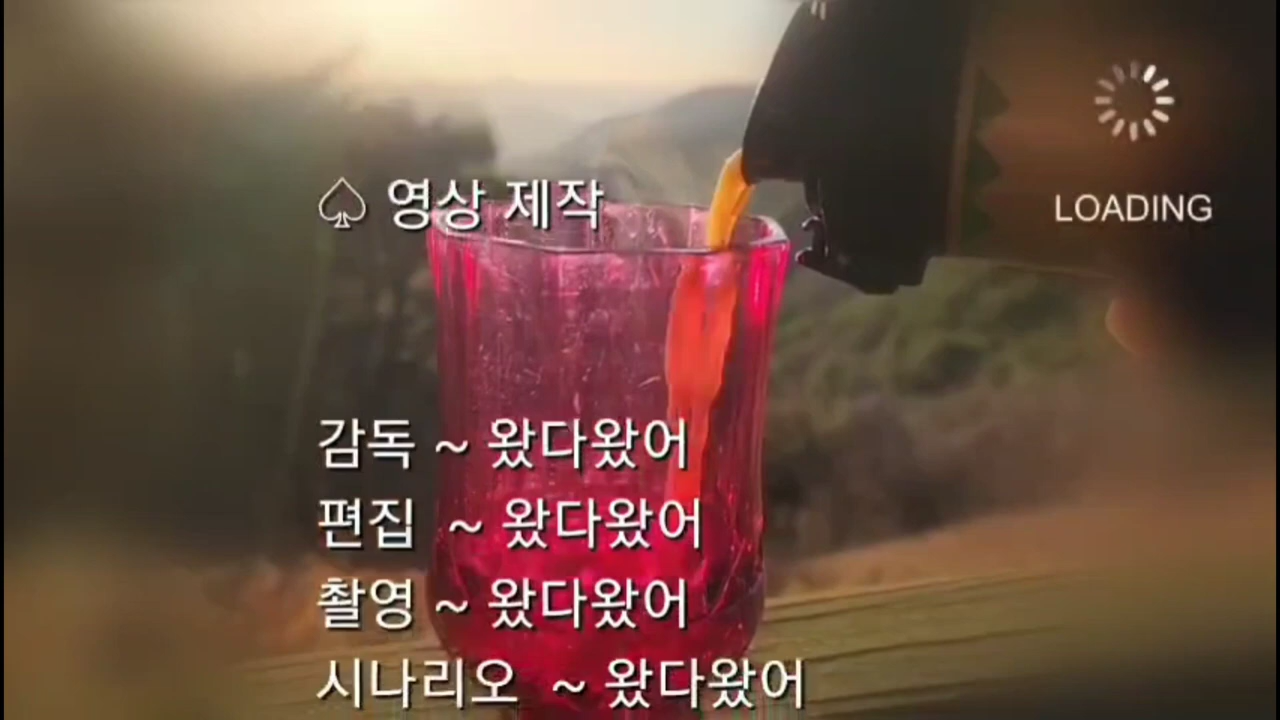 ♤ 영상 제작
LOADING
감독 ~ 왔다왔어
편집 ~ 왔다왔어
촬영 ~ 왔다왔어
시나리오 ~ 왔다왔어